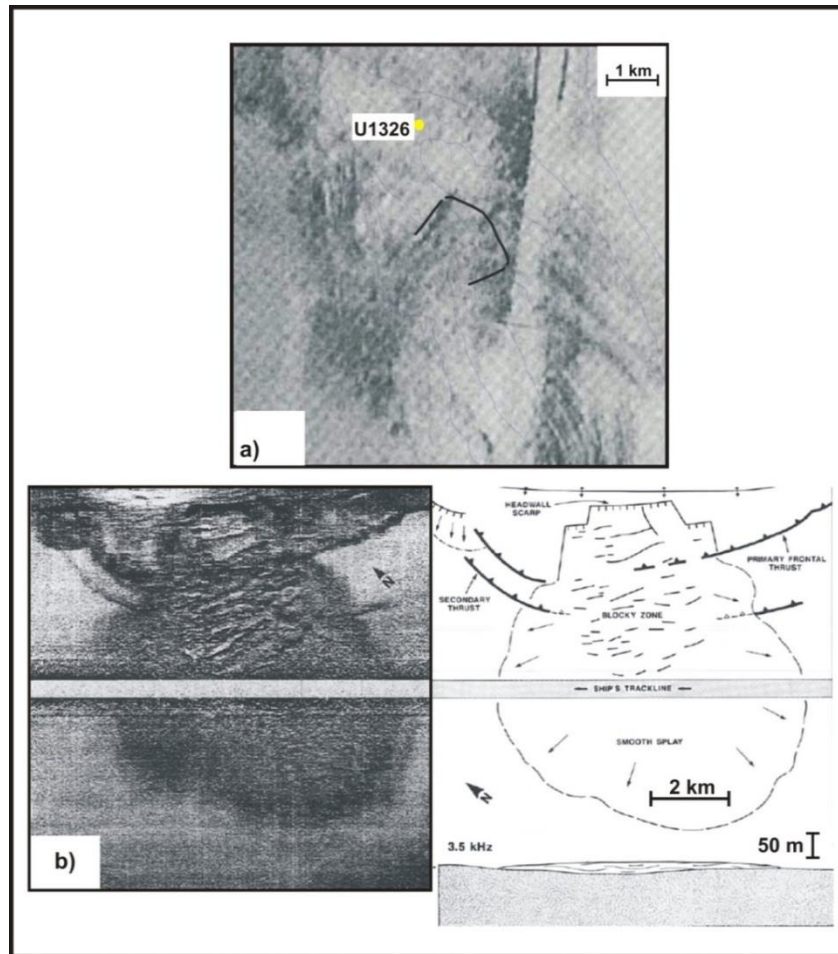 1 km
U1326
a)
HEADWALL
SCARP
PRIMARY FRONTAL
THRUST
SECONDARY
THRUST
BLOCKY ZONE
SHIP'S TRACKLINE
SMOOTH SPLAY
N
N
2 km
3.5 kHz
50 m
b)